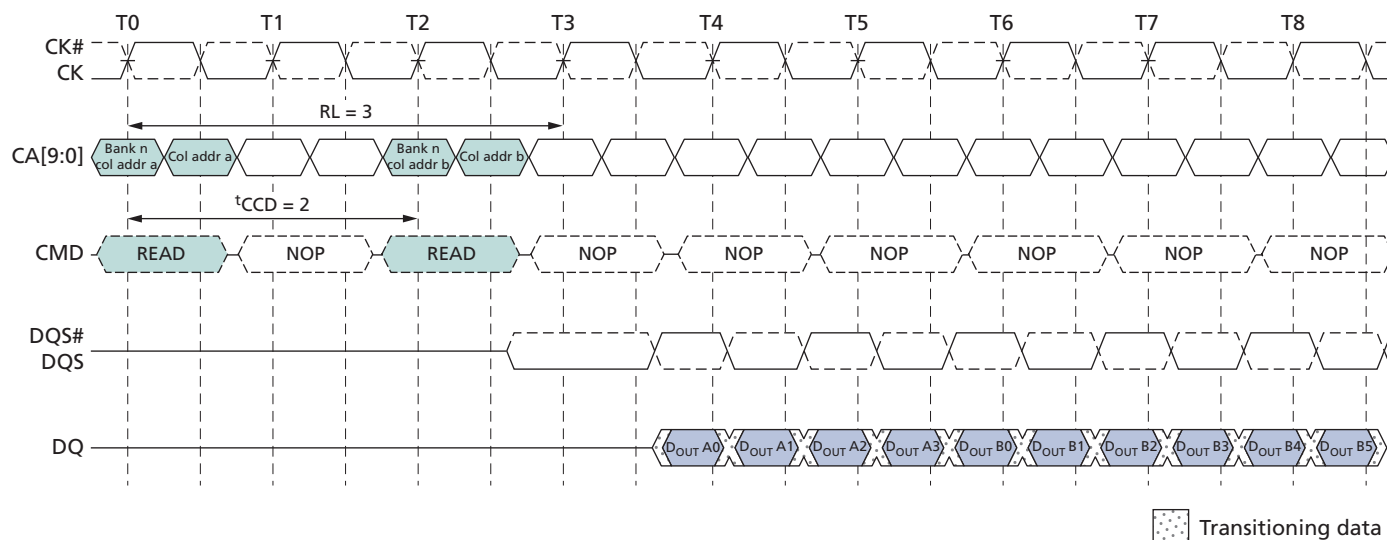 T0 T1 T2 T3 T4 T5 T6 T7 T8
CK#
CK
RL = 3
CA[9:0] Bank n col addr a Col addr a Bank n col addr b Col addr b
tCCD = 2
CMD READ NOP READ NOP NOP NOP NOP NOP NOP
DQS#
DQS
DQ DOUT A0 DOUT A1 DOUT A2 DOUT A3 DOUT B0 DOUT B1 DOUT B2 DOUT B3 DOUT B4 DOUT B5
Transitioning data